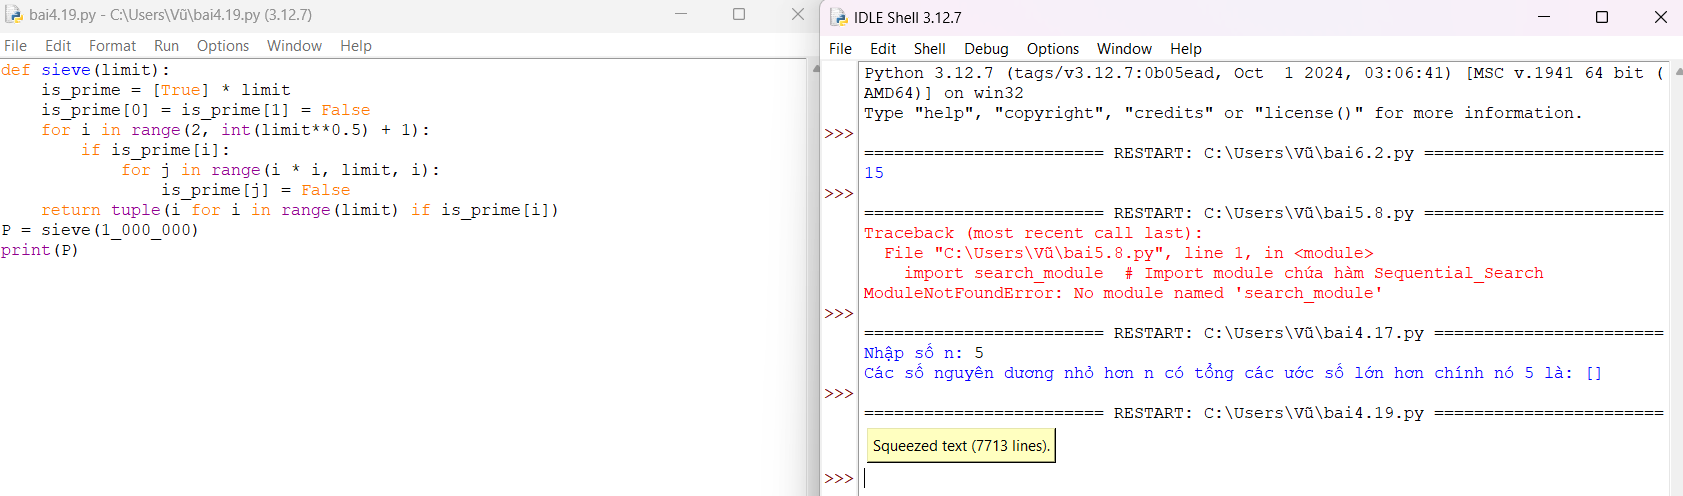 bai4.19.py - C:\Users\Vũ\bai4.19.py (3.12.7)
File Edit Format Run Options Window Help
def sieve(limit):
    is_prime = [True] * limit
    is_prime[0] = is_prime[1] = False
    for i in range(2, int(limit**0.5) + 1):
        if is_prime[i]:
            for j in range(i * i, limit, i):
                is_prime[j] = False
    return tuple(i for i in range(limit) if is_prime[i])
P = sieve(1_000_000)
print(P)
IDLE Shell 3.12.7
File Edit Shell Debug Options Window Help
Python 3.12.7 (tags/v3.12.7:0b05ead, Oct  1 2024, 03:06:41) [MSC v.1941 64 bit (
AMD64)] on win32
Type "help", "copyright", "credits" or "license()" for more information.
>>>
======================== RESTART: C:\Users\Vũ\bai6.2.py ========================
15
>>>
======================== RESTART: C:\Users\Vũ\bai5.8.py ========================
Traceback (most recent call last):
  File "C:\Users\Vũ\bai5.8.py", line 1, in <module>
    import search_module  # Import module chứa hàm Sequential_Search
ModuleNotFoundError: No module named 'search_module'
>>>
======================== RESTART: C:\Users\Vũ\bai4.17.py =======================
Nhập số n: 5
Các số nguyên dương nhỏ hơn n có tổng các ước số lớn hơn chính nó 5 là: []
>>>
======================== RESTART: C:\Users\Vũ\bai4.19.py =======================
Squeezed text (7713 lines).
>>>